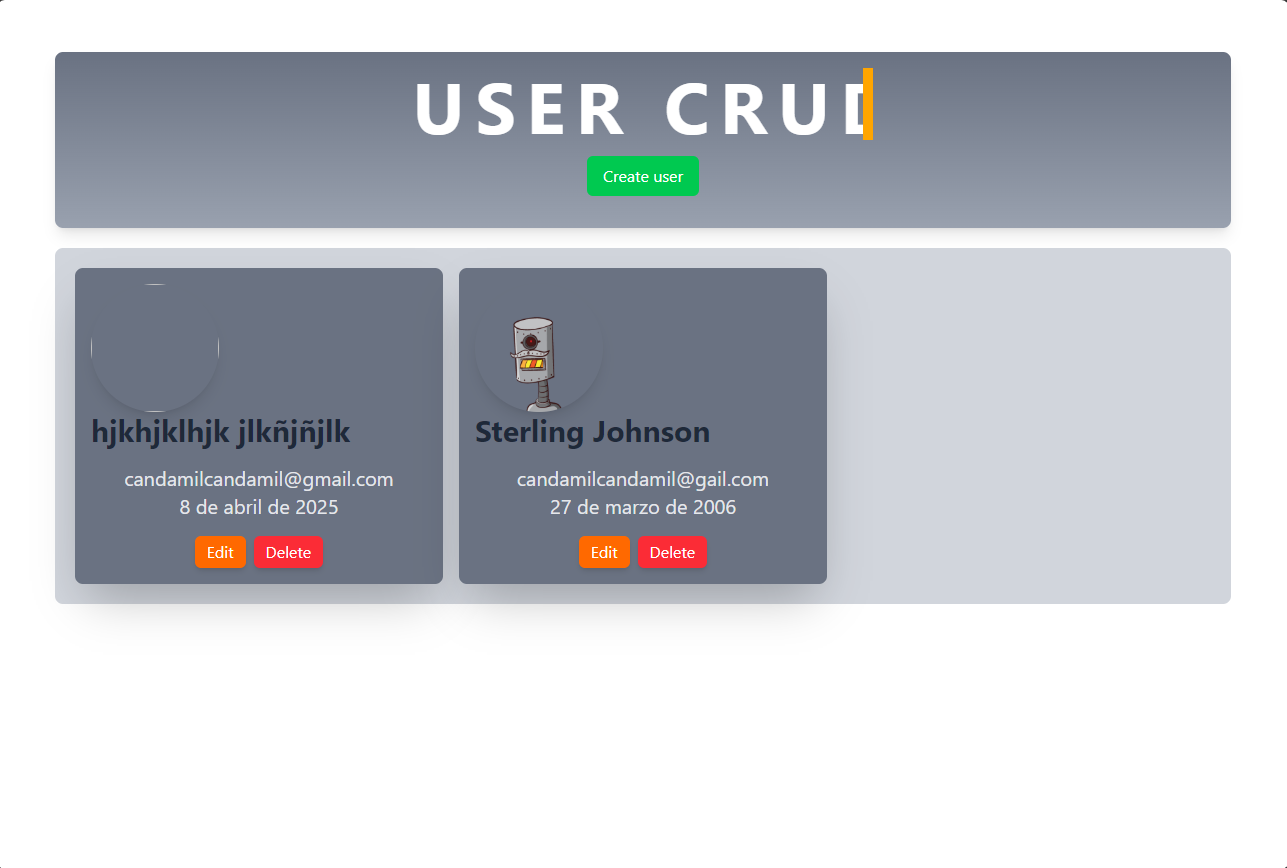 USER CRUD
Create user
hjkhjklhjk jlkñjñjlk
candamilcandamil@gmail.com
8 de abril de 2025
Edit Delete
Sterling Johnson
candamilcandamil@gail.com
27 de marzo de 2006
Edit Delete